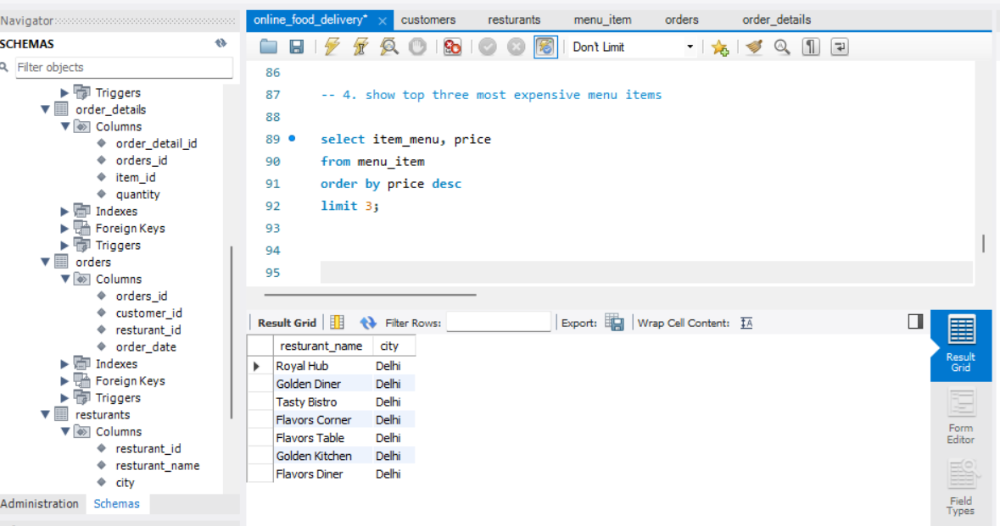 Navigator
SCHEMAS
Filter objects
Triggers
order_details
Columns
order_detail_id
orders_id
item_id
quantity
Indexes
Foreign Keys
Triggers
orders
Columns
orders_id
customer_id
resturant_id
order_date
Indexes
Foreign Keys
Triggers
resturants
Columns
resturant_id
resturant_name
city
Administration Schemas
online_food_delivery* customers resturants menu_item orders order_details
Don't Limit
86
87 -- 4. show top three most expensive menu items
88
89 select item_menu, price
90 from menu_item
91 order by price desc
92 limit 3;
93
94
95
Result Grid Filter Rows: Export: Wrap Cell Content: IA
resturant_name city
Royal Hub Delhi
Golden Diner Delhi
Tasty Bistro Delhi
Flavors Corner Delhi
Flavors Table Delhi
Golden Kitchen Delhi
Flavors Diner Delhi
Result
Grid
Form
Editor
Field
Types